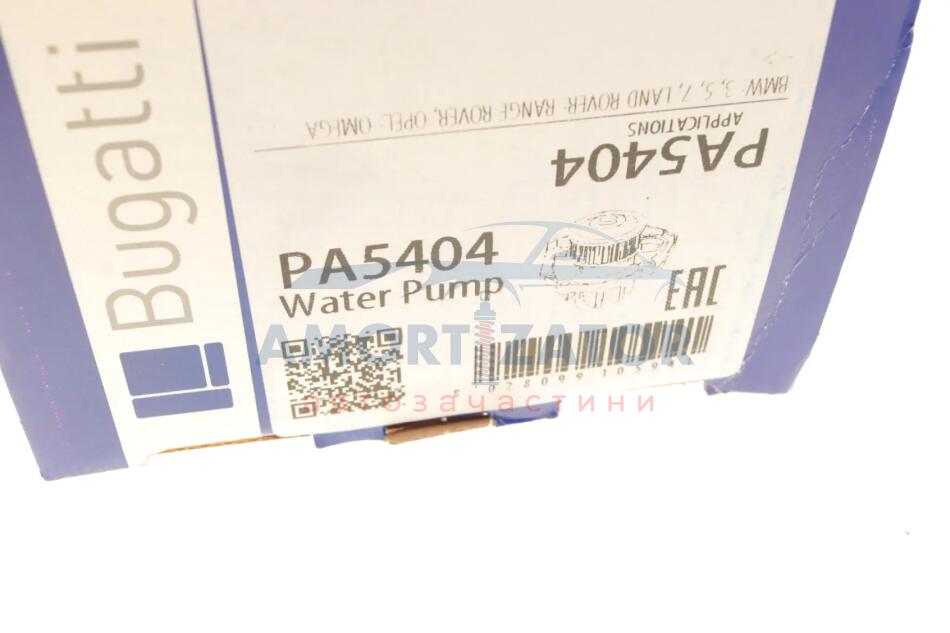 Bugatti
BMW: 3, 5, 7, LAND ROVER: RANGE ROVER, OPEL: OMEGA
APPLICATIONS
PA5404
PA5404
Water Pump
EAC
AMORTIZATOR
автозапчастини